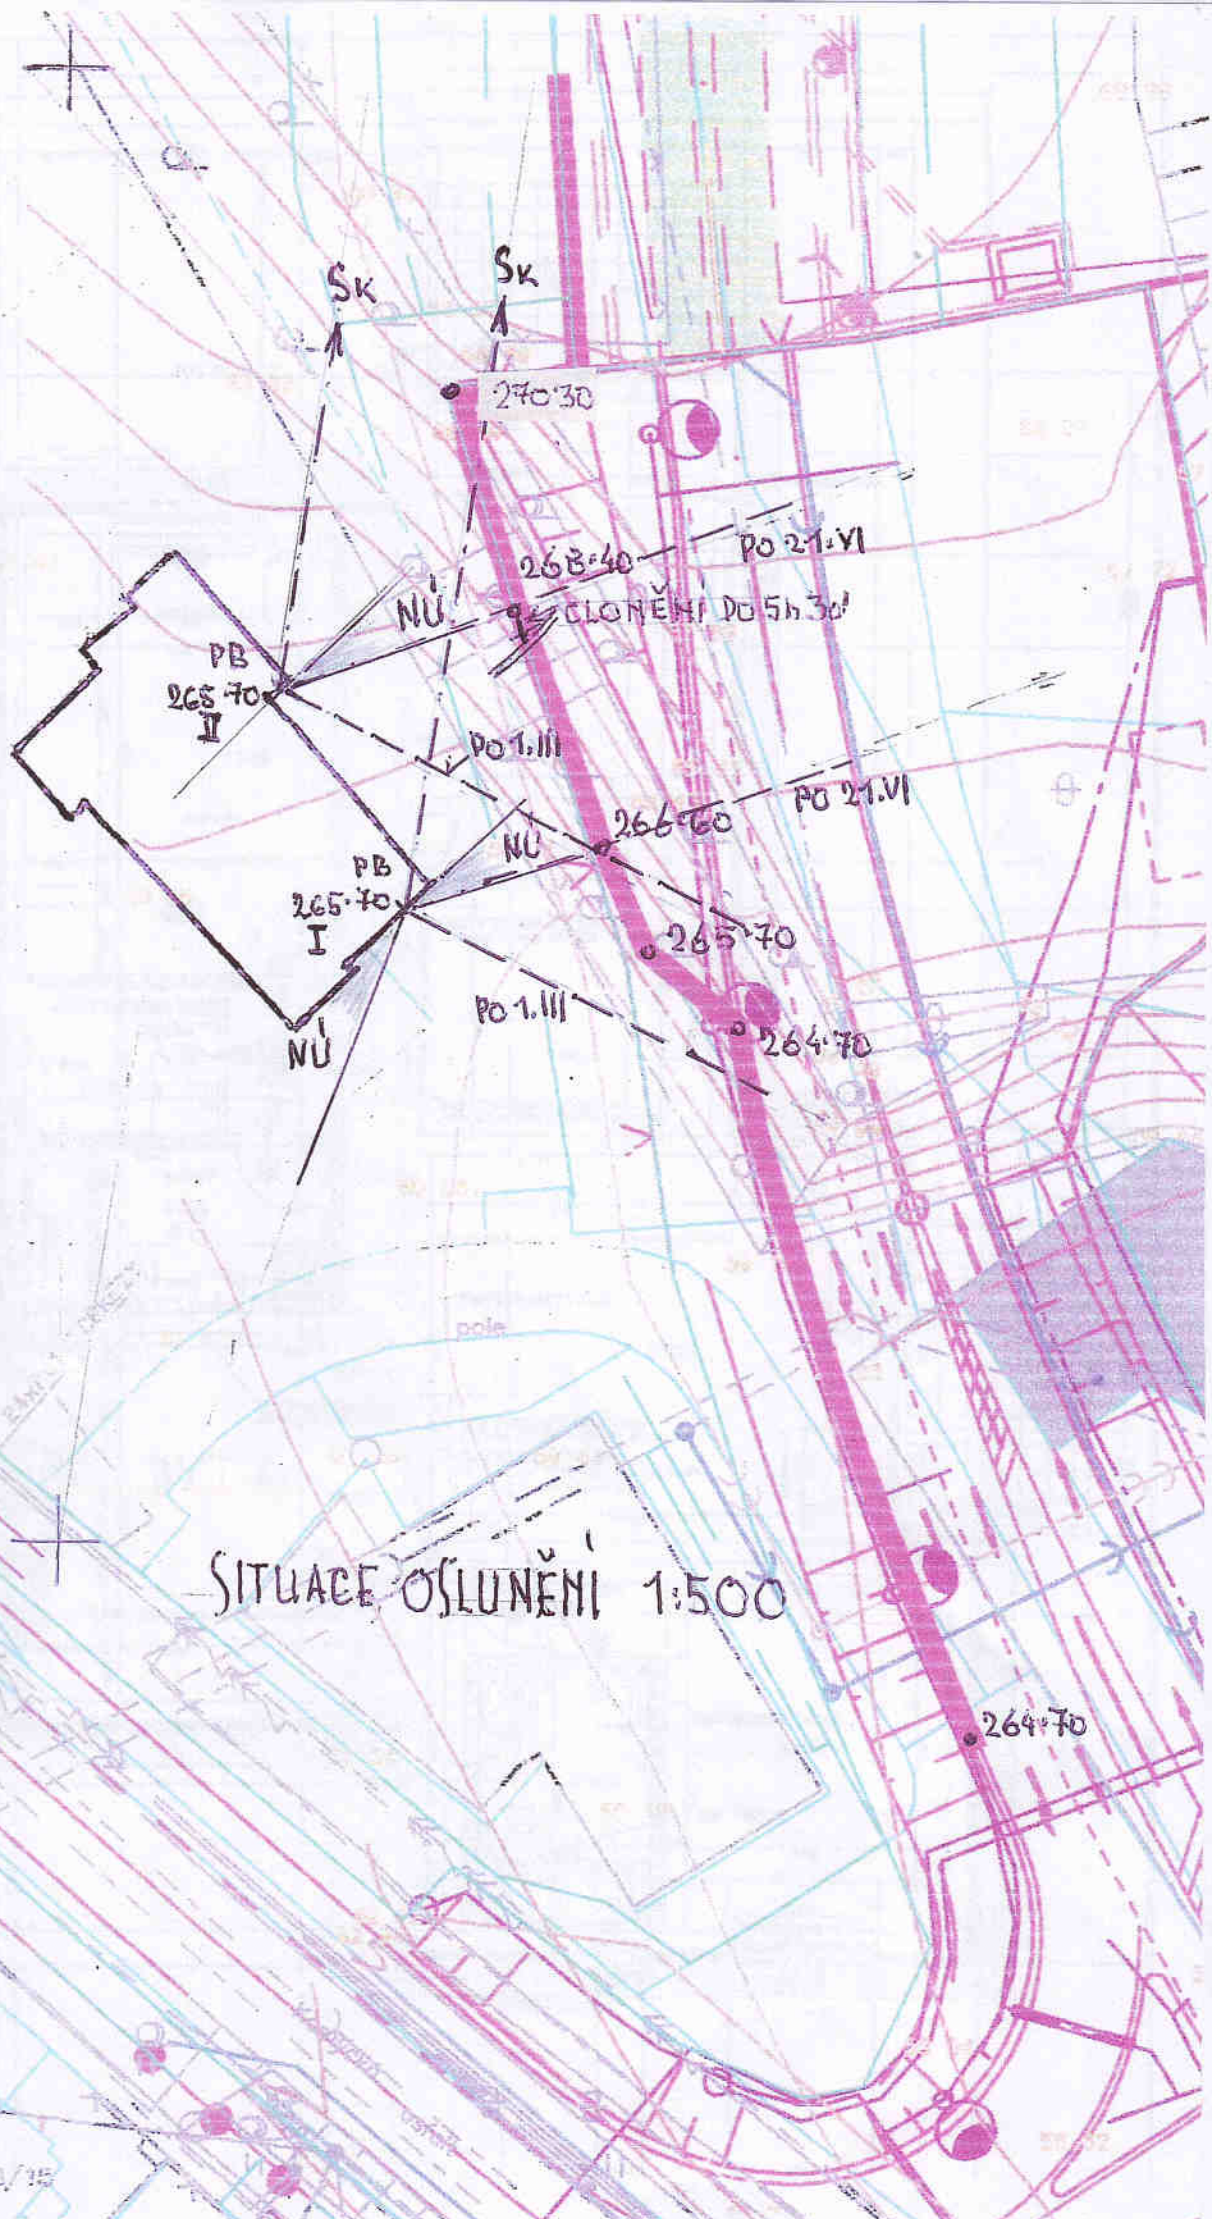 Sk
Sk
270·30
268·40
PO 21.VI
NÚ
CLONĚNÍ DO 5h 30'
PB
265·70
II
PO 1.III
266·60
PO 21.VI
NÚ
PB
265·70
I
265·70
PO 1.III
264·70
NÚ
pole
SITUACE OSLUNĚNÍ 1:500
264·70